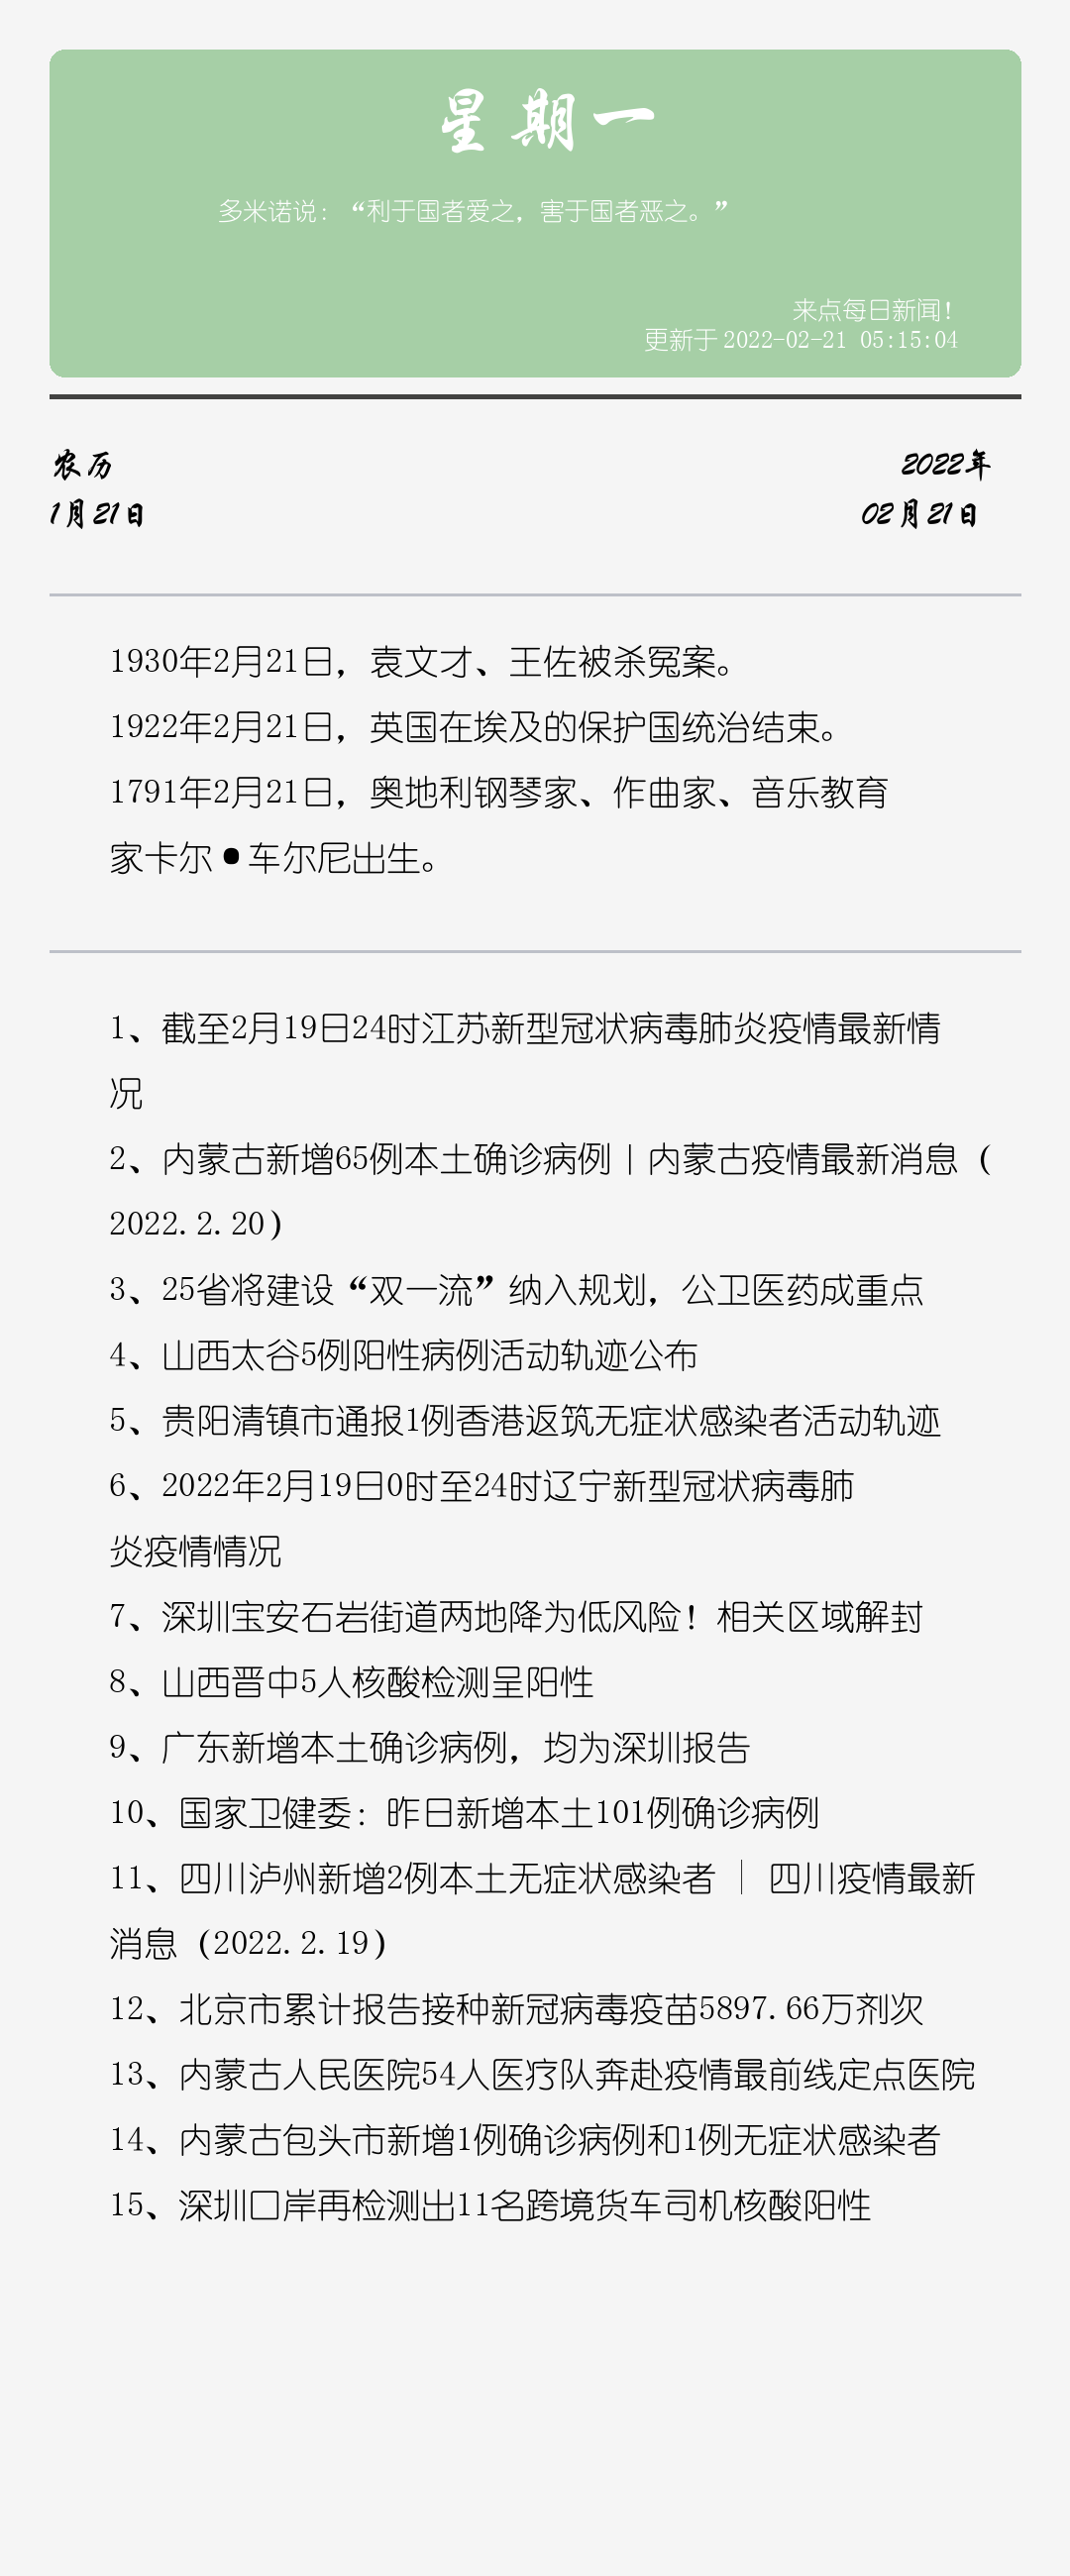 星期一
多米诺说：“利于国者爱之，害于国者恶之。”
来点每日新闻！
更新于 2022-02-21 05:15:04
农历
2022年
1月21日
02月21日
1930年2月21日，袁文才、王佐被杀冤案。
1922年2月21日，英国在埃及的保护国统治结束。
1791年2月21日，奥地利钢琴家、作曲家、音乐教育
家卡尔•车尔尼出生。
1、截至2月19日24时江苏新型冠状病毒肺炎疫情最新情
况
2、内蒙古新增65例本土确诊病例丨内蒙古疫情最新消息（
2022.2.20）
3、25省将建设“双一流”纳入规划，公卫医药成重点
4、山西太谷5例阳性病例活动轨迹公布
5、贵阳清镇市通报1例香港返筑无症状感染者活动轨迹
6、2022年2月19日0时至24时辽宁新型冠状病毒肺
炎疫情情况
7、深圳宝安石岩街道两地降为低风险！相关区域解封
8、山西晋中5人核酸检测呈阳性
9、广东新增本土确诊病例，均为深圳报告
10、国家卫健委：昨日新增本土101例确诊病例
11、四川泸州新增2例本土无症状感染者 │ 四川疫情最新
消息（2022.2.19）
12、北京市累计报告接种新冠病毒疫苗5897.66万剂次
13、内蒙古人民医院54人医疗队奔赴疫情最前线定点医院
14、内蒙古包头市新增1例确诊病例和1例无症状感染者
15、深圳口岸再检测出11名跨境货车司机核酸阳性